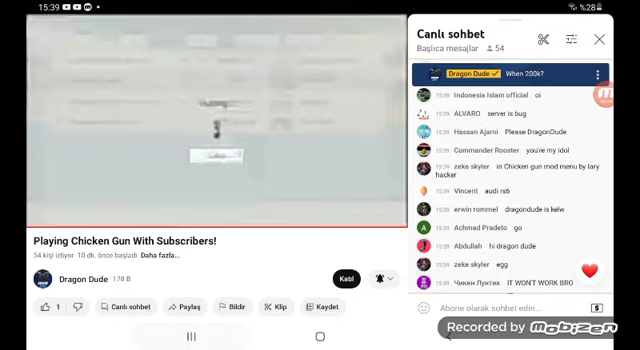 15:39
%28
Canlı sohbet
Başlıca mesajlar 54
Dragon Dude When 200k?
15:39 Indonesia Islam official oi
15:39 ALVARO server is bug
15:39 Hassan Ajami Please DragonDude
15:39 Commander Rooster you're my idol
15:39 zeke skyler in Chicken gun mod menu by lary
hacker
15:39 Vincent audi rs6
15:39 erwin rommel dragondude is kelw
15:39 Achmad Pradeto go
15:39 Abdullah hi dragon dude
15:39 zeke skyler egg
15:39 Чикен Лунтик IT WON'T WORK BRO
Abone olarak sohbet edin...
Playing Chicken Gun With Subscribers!
54 kişi izliyor 10 dk. önce başladı Daha fazla...
Dragon Dude 178 B
Katıl
1
Canlı sohbet
Paylaş
Bildir
Klip
Kaydet
Recorded by Mobizen